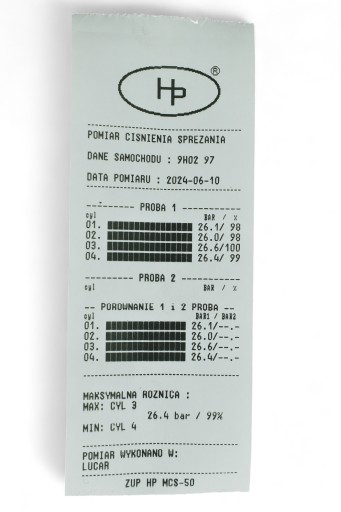 HP ®
POMIAR CISNIENIA SPREZANIA
DANE SAMOCHODU : 9H02 97
DATA POMIARU : 2024-06-10
PROBA 1
cyl BAR / %
01. 26.1/ 98
02. 26.0/ 98
03. 26.6/100
04. 26.4/ 99
PROBA 2
cyl BAR / %
-- POROWNANIE 1 i 2 PROBA --
cyl BAR1 / BAR2
01. 26.1/--.-
02. 26.0/--.-
03. 26.6/--.-
04. 26.4/--.-
MAKSYMALNA ROZNICA :
MAX: CYL 3
26.4 bar / 99%
MIN: CYL 4
POMIAR WYKONANO W:
LUCAR
ZUP HP MCS-50